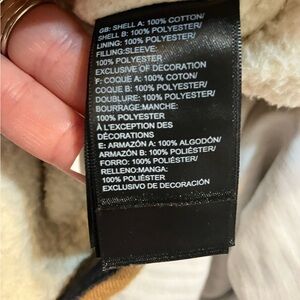 GB: SHELL A: 100% COTTON/
SHELL B: 100% POLYESTER/
LINING: 100% POLYESTER/
FILLING:SLEEVE:
100% POLYESTER
EXCLUSIVE OF DECORATION
F: COQUE A: 100% COTON/
COQUE B: 100% POLYESTER/
DOUBLURE: 100% POLYESTER/
BOURRAGE:MANCHE:
100% POLYESTER
À L'EXCEPTION DES
DÉCORATIONS
E: ARMAZÓN A: 100% ALGODÓN/
ARMAZÓN B: 100% POLIÉSTER/
FORRO: 100% POLIÉSTER/
RELLENO:MANGA:
100% POLIÉSTER
EXCLUSIVO DE DECORACIÓN